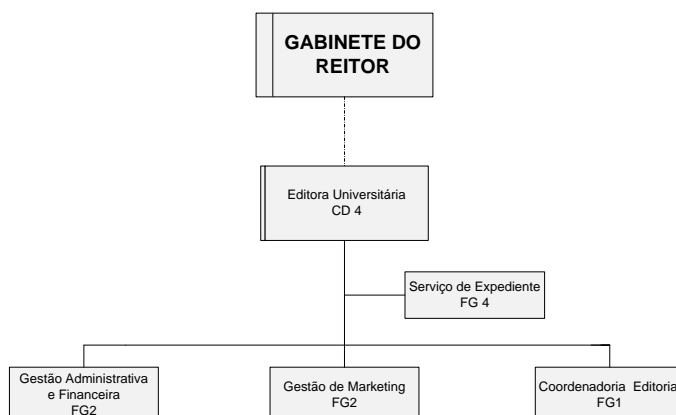 GABINETE DO
REITOR
Editora Universitária
CD 4
Serviço de Expediente
FG 4
Gestão Administrativa
e Financeira
FG2
Gestão de Marketing
FG2
Coordenadoria Editoria
FG1